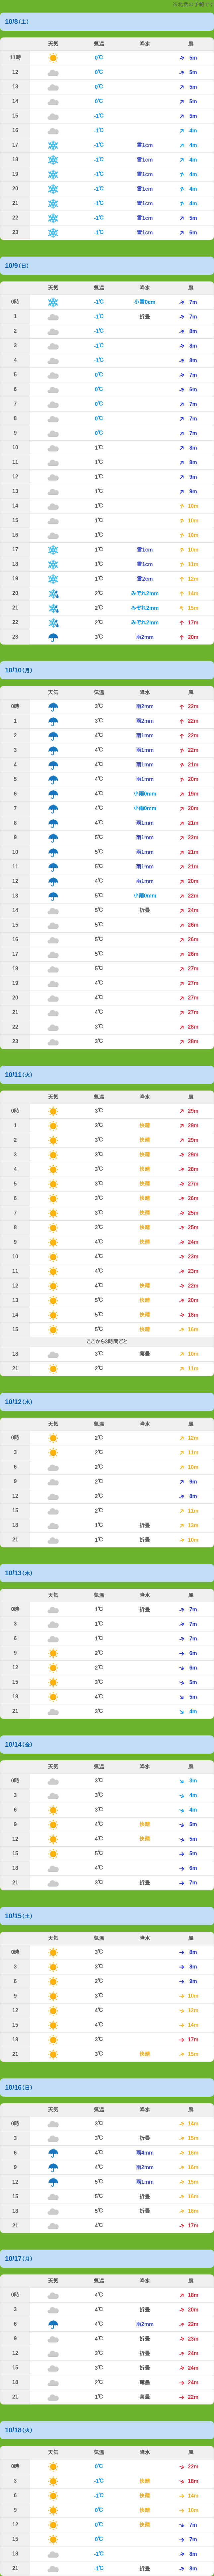 10/8(土)
天気 気温 降水 風
11時 0℃ 5m
12 0℃ 5m
13 0℃ 5m
14 0℃ 5m
15 -1℃ 5m
16 -1℃ 4m
17 -1℃ 雪1cm 4m
18 -1℃ 雪1cm 4m
19 -1℃ 雪1cm 4m
20 -1℃ 雪1cm 4m
21 -1℃ 雪1cm 4m
22 -1℃ 雪1cm 5m
23 -1℃ 雪1cm 6m
10/9(日)
天気 気温 降水 風
0時 -1℃ 小雪0cm 7m
1 -1℃ 折曇 7m
2 -1℃ 8m
3 -1℃ 8m
4 -1℃ 8m
5 0℃ 7m
6 0℃ 6m
7 0℃ 7m
8 0℃ 7m
9 0℃ 7m
10 1℃ 8m
11 1℃ 8m
12 1℃ 9m
13 1℃ 9m
14 1℃ 10m
15 1℃ 10m
16 1℃ 10m
17 1℃ 雪1cm 10m
18 1℃ 雪1cm 11m
19 1℃ 雪2cm 12m
20 2℃ みぞれ2mm 14m
21 2℃ みぞれ2mm 15m
22 2℃ みぞれ2mm 17m
23 3℃ 雨2mm 20m
10/10(月)
天気 気温 降水 風
0時 3℃ 雨2mm 22m
1 3℃ 雨2mm 22m
2 4℃ 雨1mm 22m
3 4℃ 雨1mm 22m
4 4℃ 雨1mm 21m
5 5℃ 雨1mm 20m
6 4℃ 小雨0mm 19m
7 4℃ 小雨0mm 20m
8 4℃ 雨1mm 21m
9 5℃ 雨1mm 22m
10 5℃ 雨1mm 21m
11 5℃ 雨1mm 21m
12 4℃ 雨1mm 20m
13 5℃ 小雨0mm 22m
14 5℃ 折曇 24m
15 5℃ 26m
16 5℃ 26m
17 5℃ 26m
18 5℃ 27m
19 4℃ 27m
20 4℃ 27m
21 4℃ 27m
22 3℃ 28m
23 3℃ 28m
10/11(火)
天気 気温 降水 風
0時 3℃ 29m
1 3℃ 快晴 29m
2 3℃ 快晴 29m
3 3℃ 快晴 29m
4 3℃ 快晴 28m
5 3℃ 快晴 27m
6 3℃ 快晴 26m
7 3℃ 快晴 25m
8 3℃ 快晴 25m
9 4℃ 快晴 24m
10 4℃ 23m
11 4℃ 23m
12 4℃ 快晴 22m
13 5℃ 快晴 20m
14 5℃ 快晴 18m
15 5℃ 快晴 16m
ここから3時間ごと
18 3℃ 薄曇 10m
21 2℃ 11m
10/12(水)
天気 気温 降水 風
0時 2℃ 12m
3 2℃ 11m
6 2℃ 10m
9 2℃ 9m
12 2℃ 8m
15 2℃ 11m
18 1℃ 折曇 13m
21 1℃ 折曇 10m
10/13(木)
天気 気温 降水 風
0時 1℃ 折曇 7m
3 1℃ 7m
6 1℃ 7m
9 2℃ 6m
12 2℃ 6m
15 3℃ 5m
18 4℃ 5m
21 3℃ 4m
10/14(金)
天気 気温 降水 風
0時 3℃ 3m
3 3℃ 4m
6 3℃ 4m
9 4℃ 快晴 5m
12 4℃ 快晴 5m
15 5℃ 5m
18 4℃ 6m
21 3℃ 折曇 7m
10/15(土)
天気 気温 降水 風
0時 3℃ 8m
3 3℃ 8m
6 2℃ 9m
9 3℃ 10m
12 4℃ 12m
15 4℃ 14m
18 3℃ 17m
21 3℃ 快晴 15m
10/16(日)
天気 気温 降水 風
0時 3℃ 14m
3 3℃ 折曇 15m
6 4℃ 雨4mm 16m
9 4℃ 雨2mm 16m
12 5℃ 雨1mm 15m
15 5℃ 折曇 16m
18 5℃ 折曇 16m
21 4℃ 17m
10/17(月)
天気 気温 降水 風
0時 4℃ 18m
3 4℃ 折曇 20m
6 4℃ 雨2mm 22m
9 4℃ 折曇 23m
12 3℃ 折曇 24m
15 3℃ 折曇 24m
18 2℃ 薄曇 24m
21 1℃ 薄曇 22m
10/18(火)
天気 気温 降水 風
0時 0℃ 22m
3 -1℃ 快晴 18m
6 -1℃ 快晴 14m
9 0℃ 快晴 10m
12 0℃ 快晴 7m
15 0℃ 7m
18 -1℃ 8m
21 -1℃ 折曇 8m